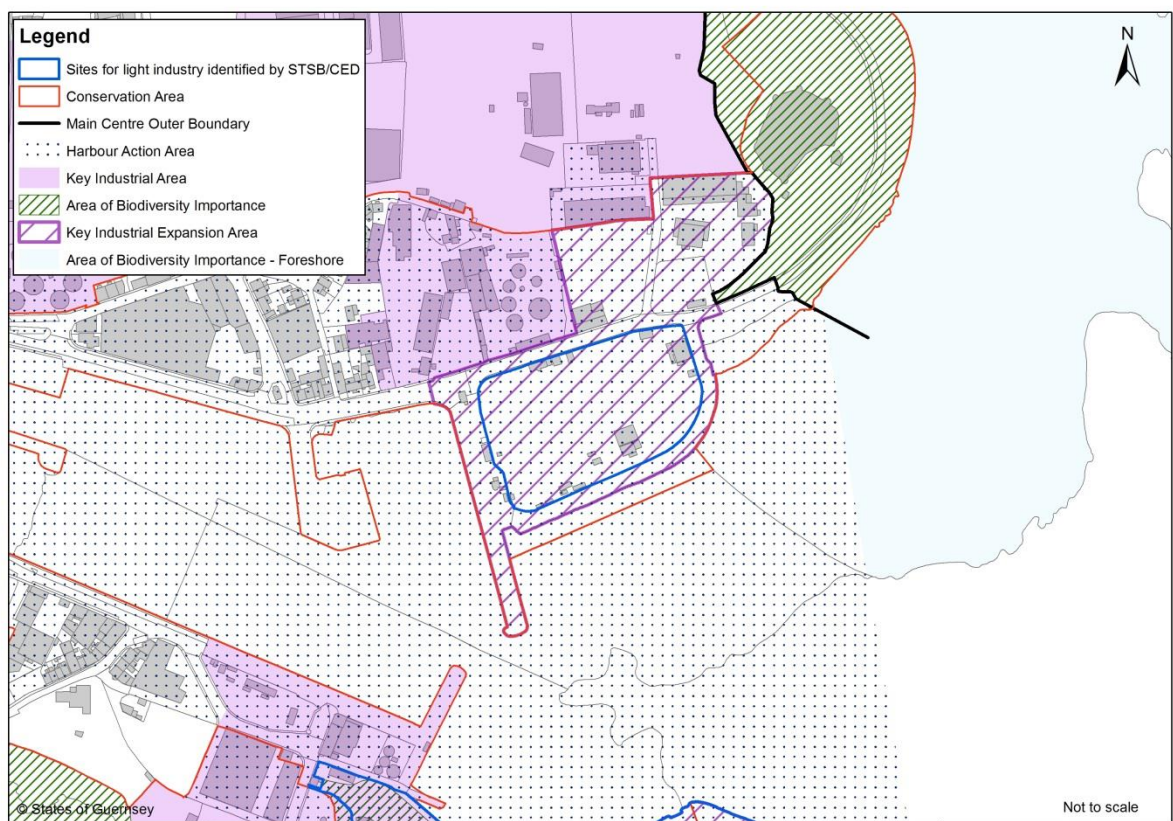 Legend
Sites for light industry identified by STSB/CED
Conservation Area
Main Centre Outer Boundary
Harbour Action Area
Key Industrial Area
Area of Biodiversity Importance
Key Industrial Expansion Area
Area of Biodiversity Importance - Foreshore
N
© States of Guernsey
Not to scale